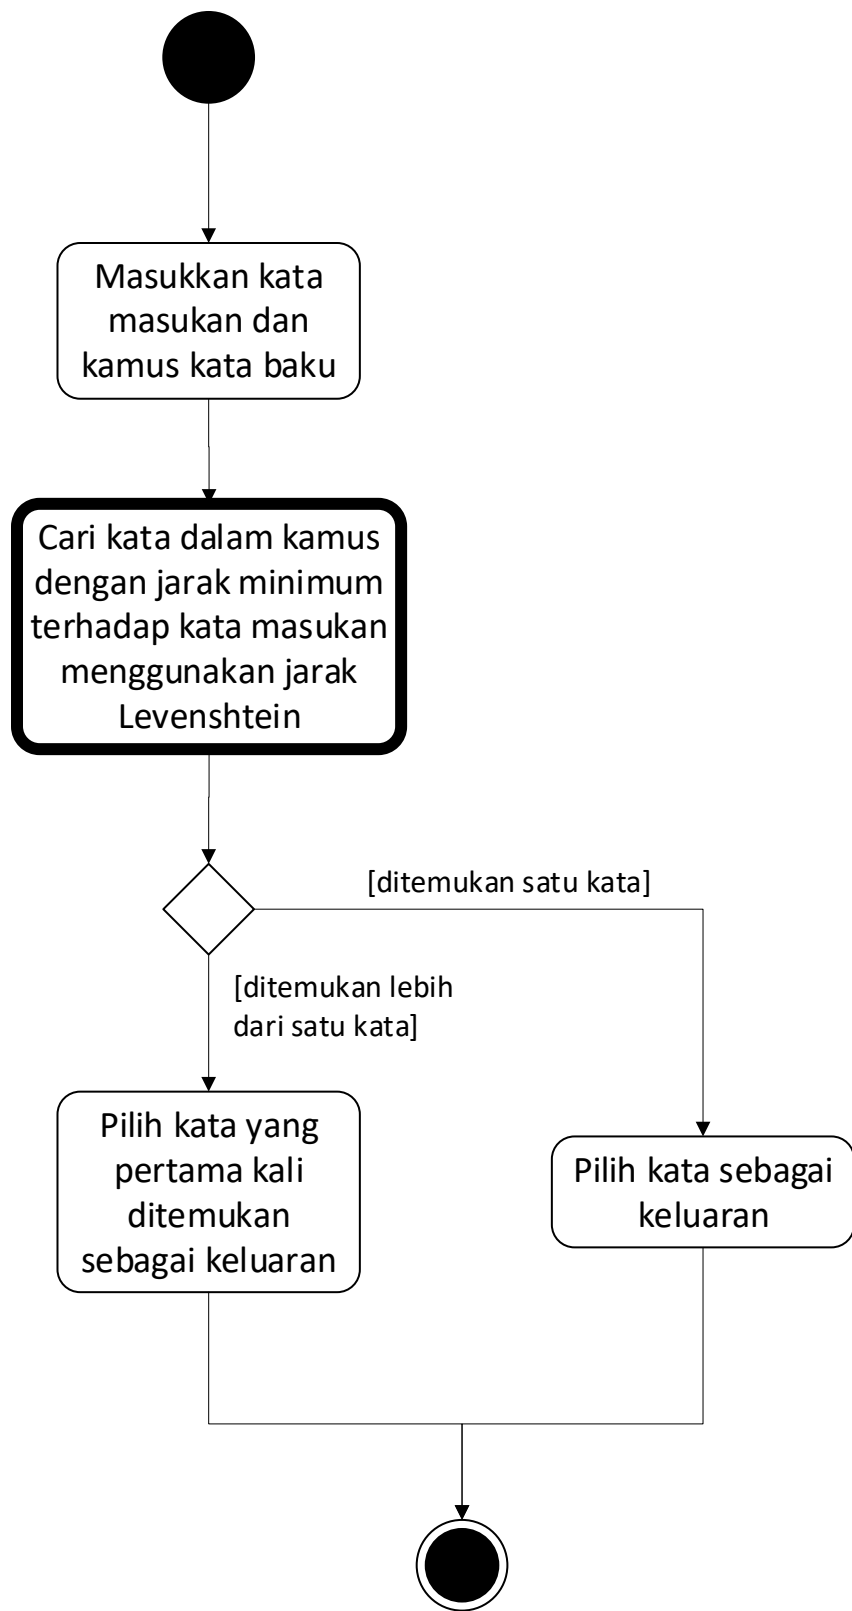 Masukkan kata
masukan dan
kamus kata baku
Cari kata dalam kamus
dengan jarak minimum
terhadap kata masukan
menggunakan jarak
Levenshtein
[ditemukan satu kata]
[ditemukan lebih
dari satu kata]
Pilih kata yang
pertama kali
ditemukan
sebagai keluaran
Pilih kata sebagai
keluaran